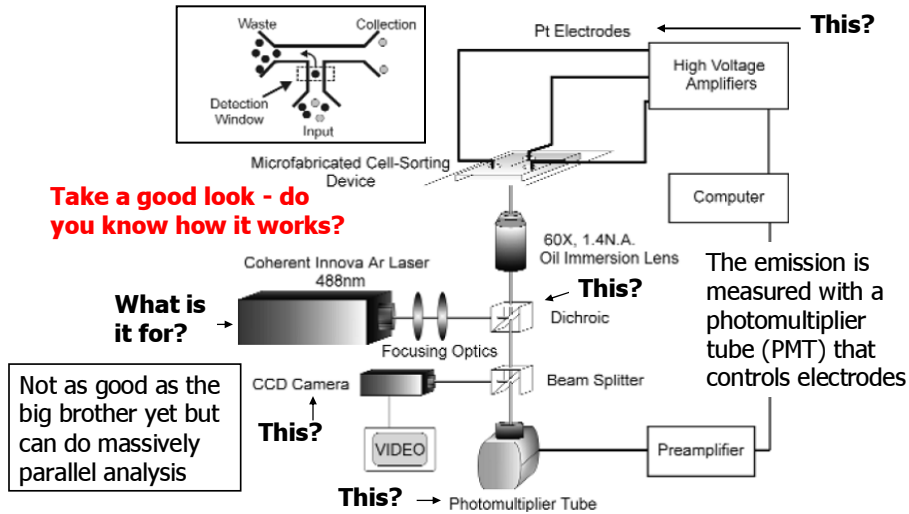 Waste
Collection
Detection
Window
Input
Pt Electrodes
This?
High Voltage
Amplifiers
Microfabricated Cell-Sorting
Device
Take a good look - do
you know how it works?
Computer
60X, 1.4N.A.
Oil Immersion Lens
Coherent Innova Ar Laser
488nm
What is
it for?
This?
Dichroic
The emission is
measured with a
photomultiplier
tube (PMT) that
controls electrodes
Focusing Optics
Not as good as the
big brother yet but
can do massively
parallel analysis
CCD Camera
Beam Splitter
This?
VIDEO
Preamplifier
This?
Photomultiplier Tube